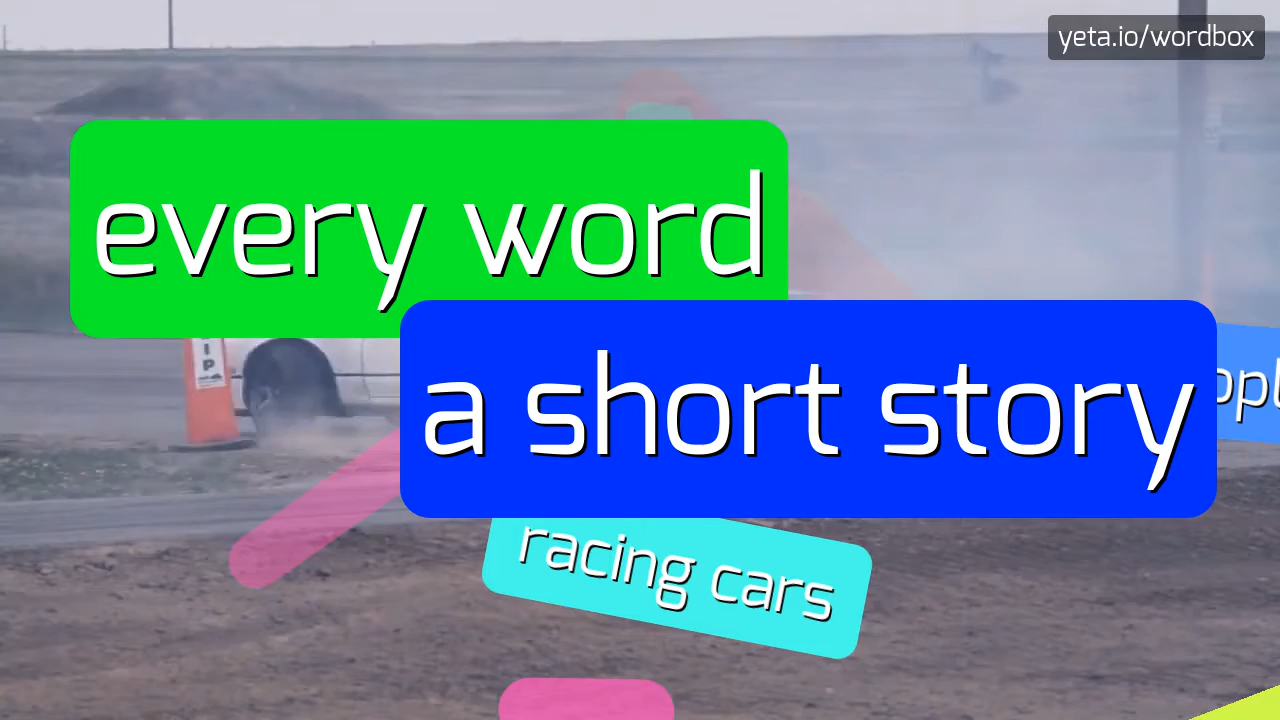 yeta.io/wordbox
every word
a short story
racing cars